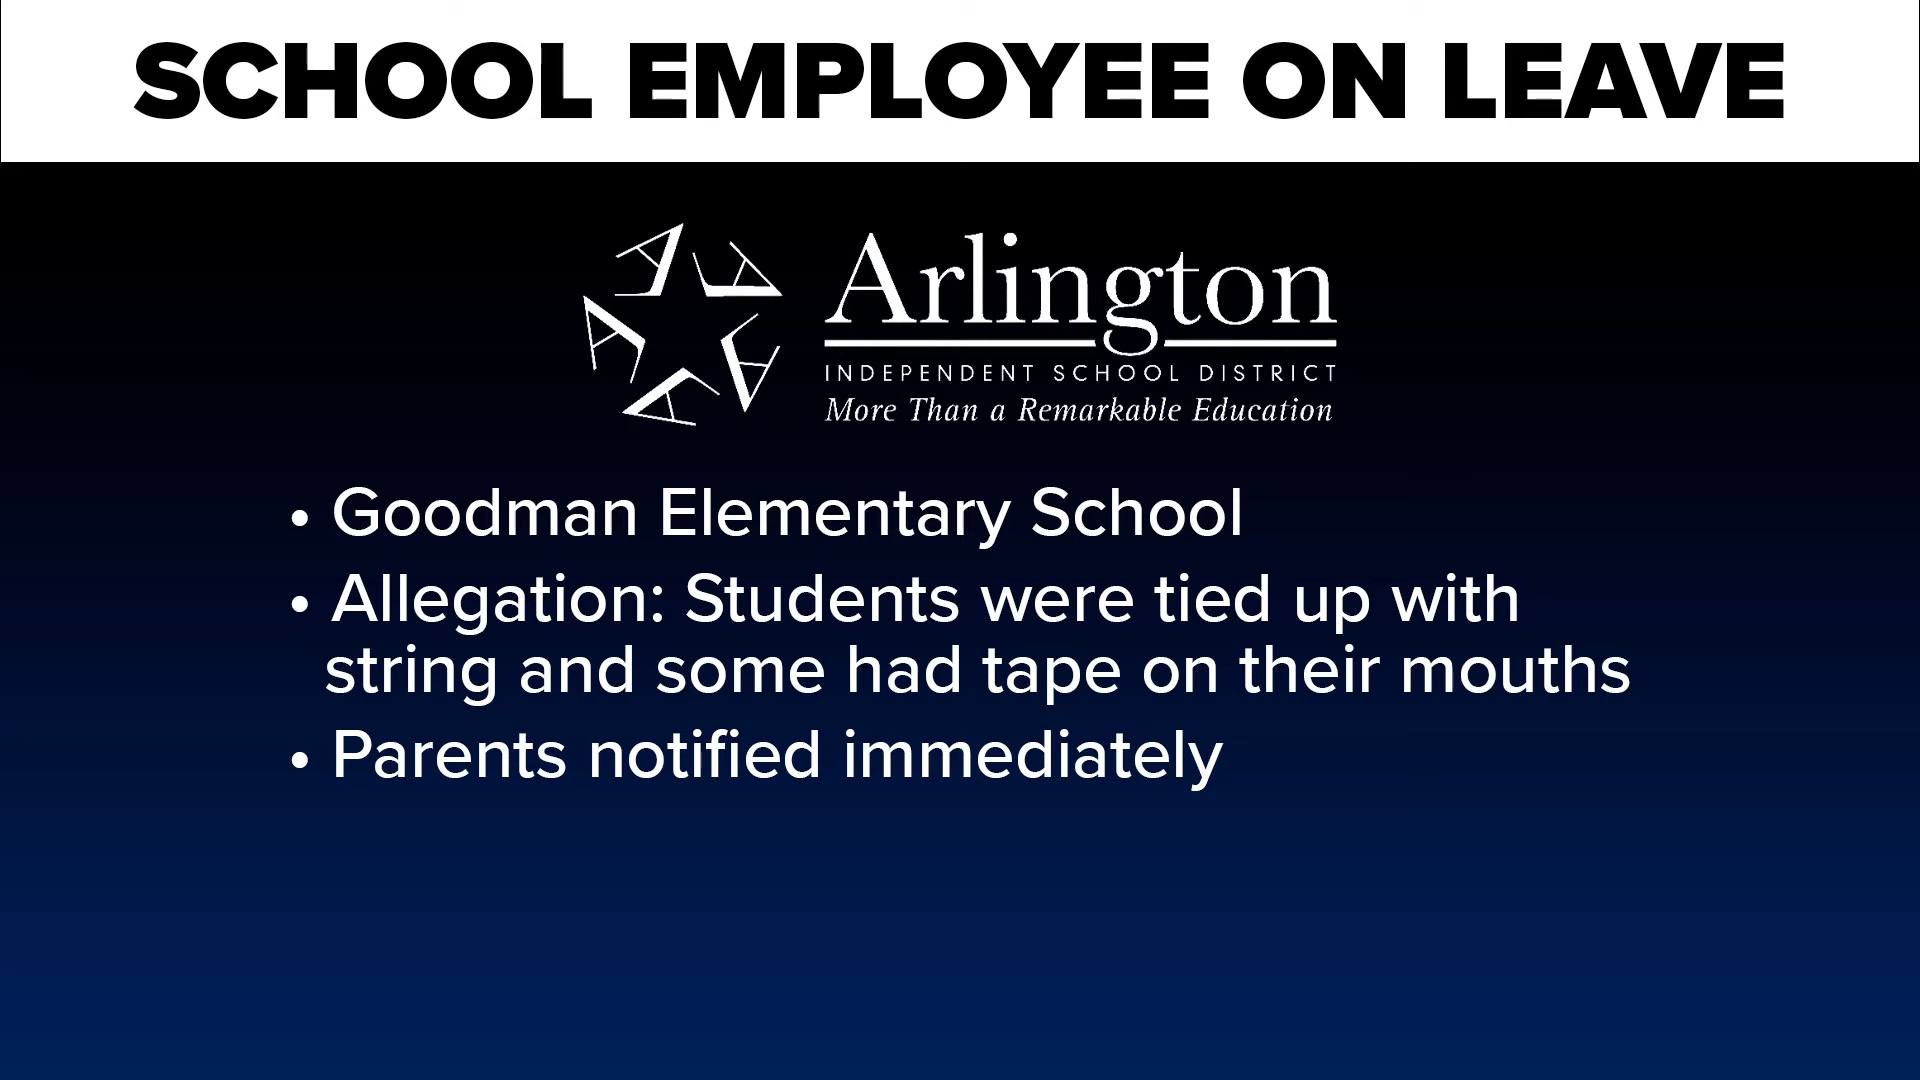 SCHOOL EMPLOYEE ON LEAVE
Arlington
INDEPENDENT SCHOOL DISTRICT
More Than a Remarkable Education
• Goodman Elementary School
• Allegation: Students were tied up with
string and some had tape on their mouths
• Parents notified immediately